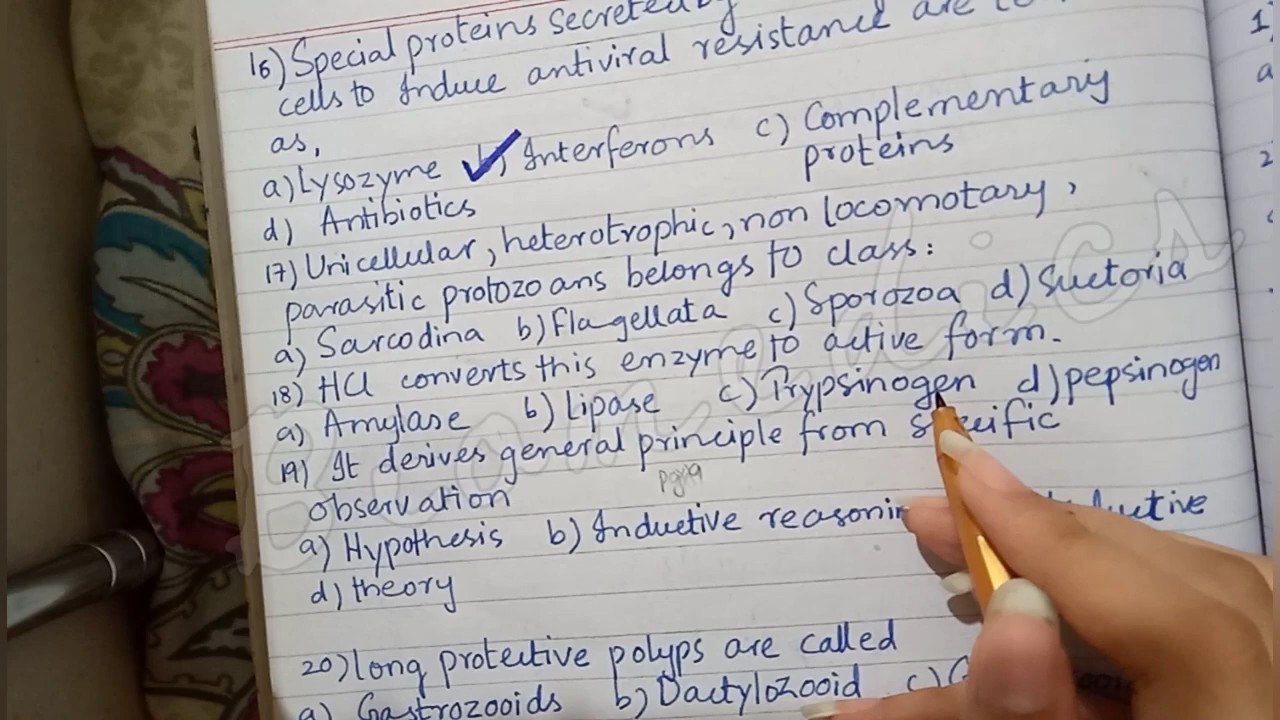 16) Special proteins secreted by
cells to Induce antiviral resistance are
as,
a) Lysozyme b) Interferons c) Complementary
proteins
d) Antibiotics
17) Unicellular, heterotrophic, non locomotary,
parasitic protozoans belongs to class:
a) Sarcodina b) Flagellata c) Sporozoa d) Suctoria
18) HCl converts this enzyme to active form.
a) Amylase b) Lipase c) Trypsinogen d) pepsinogen
19) It derives general principle from specific
observation
a) Hypothesis b) Inductive reasoning
d) theory
20) long protective polyps are called
a) Gastrozooids b) Dactylozooid c)